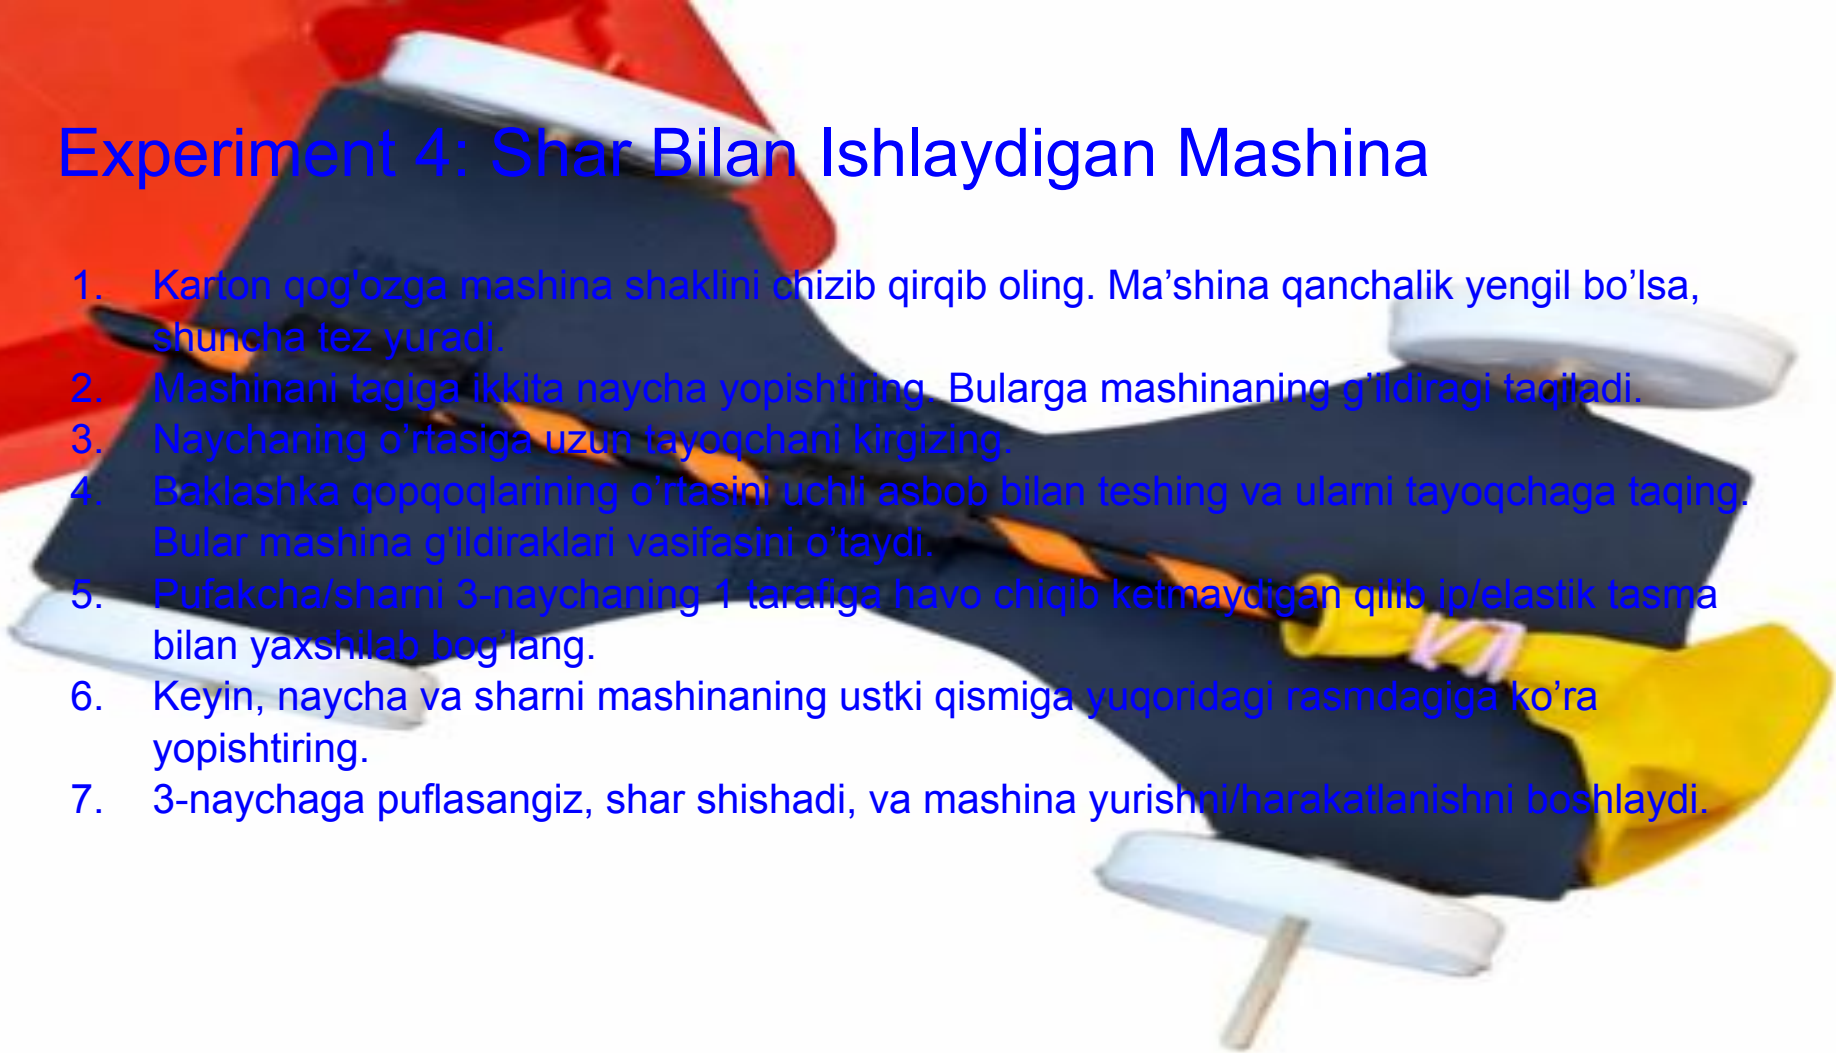 Experiment 4: Shar Bilan Ishlaydigan Mashina
1. Karton qog'ozga mashina shaklini chizib qirqib oling. Ma’shina qanchalik yengil bo’lsa,
shuncha tez yuradi.
2. Mashinani tagiga ikkita naycha yopishtiring. Bularga mashinaning g’ildiragi taqiladi.
3. Naychaning o’rtasiga uzun tayoqchani kirgizing.
4. Baklashka qopqoqlarining o’rtasini uchli asbob bilan teshing va ularni tayoqchaga taqing.
Bular mashina g'ildiraklari vasifasini o’taydi.
5. Pufakcha/sharni 3-naychaning 1 tarafiga havo chiqib ketmaydigan qilib ip/elastik tasma
bilan yaxshilab bog’lang.
6. Keyin, naycha va sharni mashinaning ustki qismiga yuqoridagi rasmdagiga ko’ra
yopishtiring.
7. 3-naychaga puflasangiz, shar shishadi, va mashina yurishni/harakatlanishni boshlaydi.